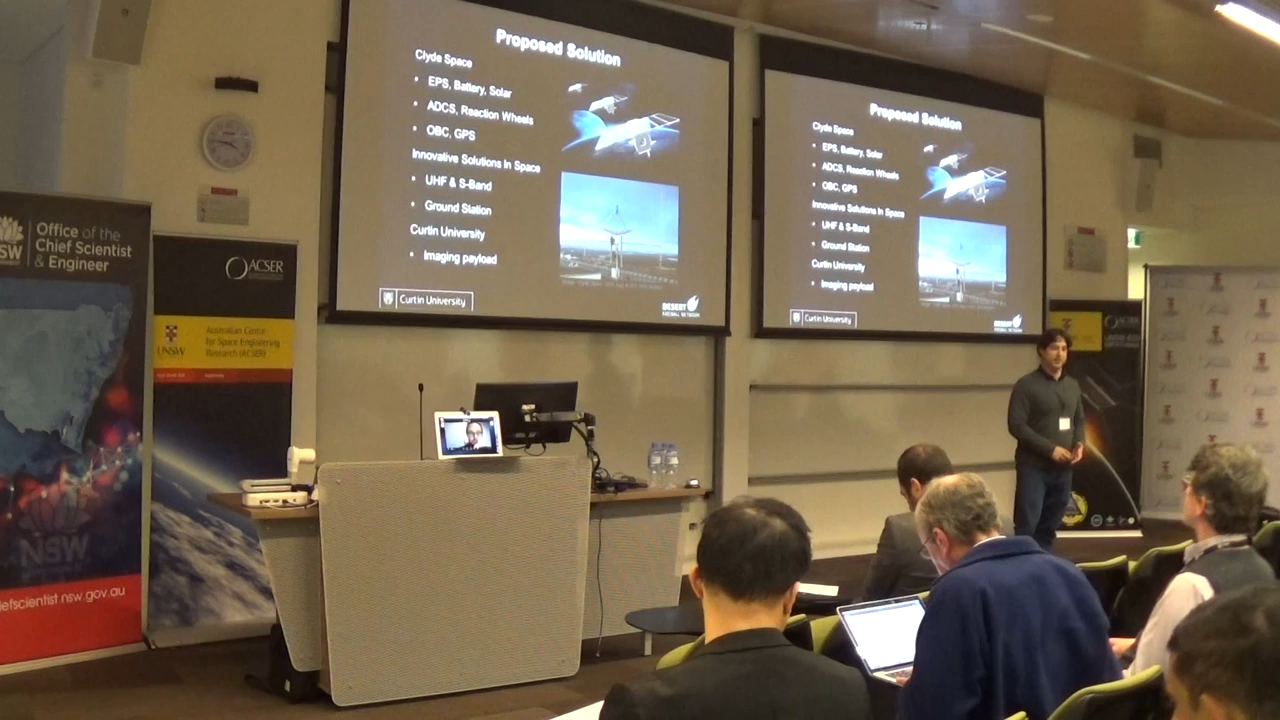 Proposed Solution
Clyde Space
• EPS, Battery, Solar
• ADCS, Reaction Wheels
• OBC, GPS
Innovative Solutions In Space
• UHF & S-Band
• Ground Station
Curtin University
• Imaging payload
Curtin University
DESERT
FIREBALL NETWORK
Proposed Solution
Clyde Space
• EPS, Battery, Solar
• ADCS, Reaction Wheels
• OBC, GPS
Innovative Solutions In Space
• UHF & S-Band
• Ground Station
Curtin University
• Imaging payload
Curtin University
DESERT
Office of the
Chief Scientist
& Engineer
NSW
iefscientist.nsw.gov.au
ACSER
UNSW
Australian Centre
for Space Engineering
Research (ACSER)
ACSER